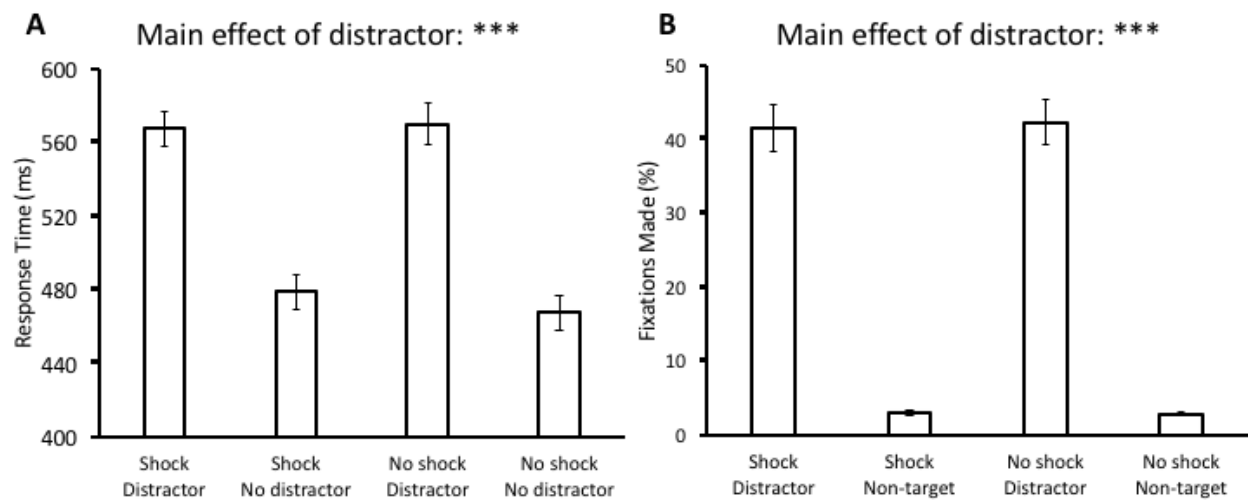 A
Main effect of distractor: ***
Response Time (ms)
600
560
520
480
440
400
Shock
Distractor
Shock
No distractor
No shock
Distractor
No shock
No distractor
B
Main effect of distractor: ***
Fixations Made (%)
50
40
30
20
10
0
Shock
Distractor
Shock
Non-target
No shock
Distractor
No shock
Non-target